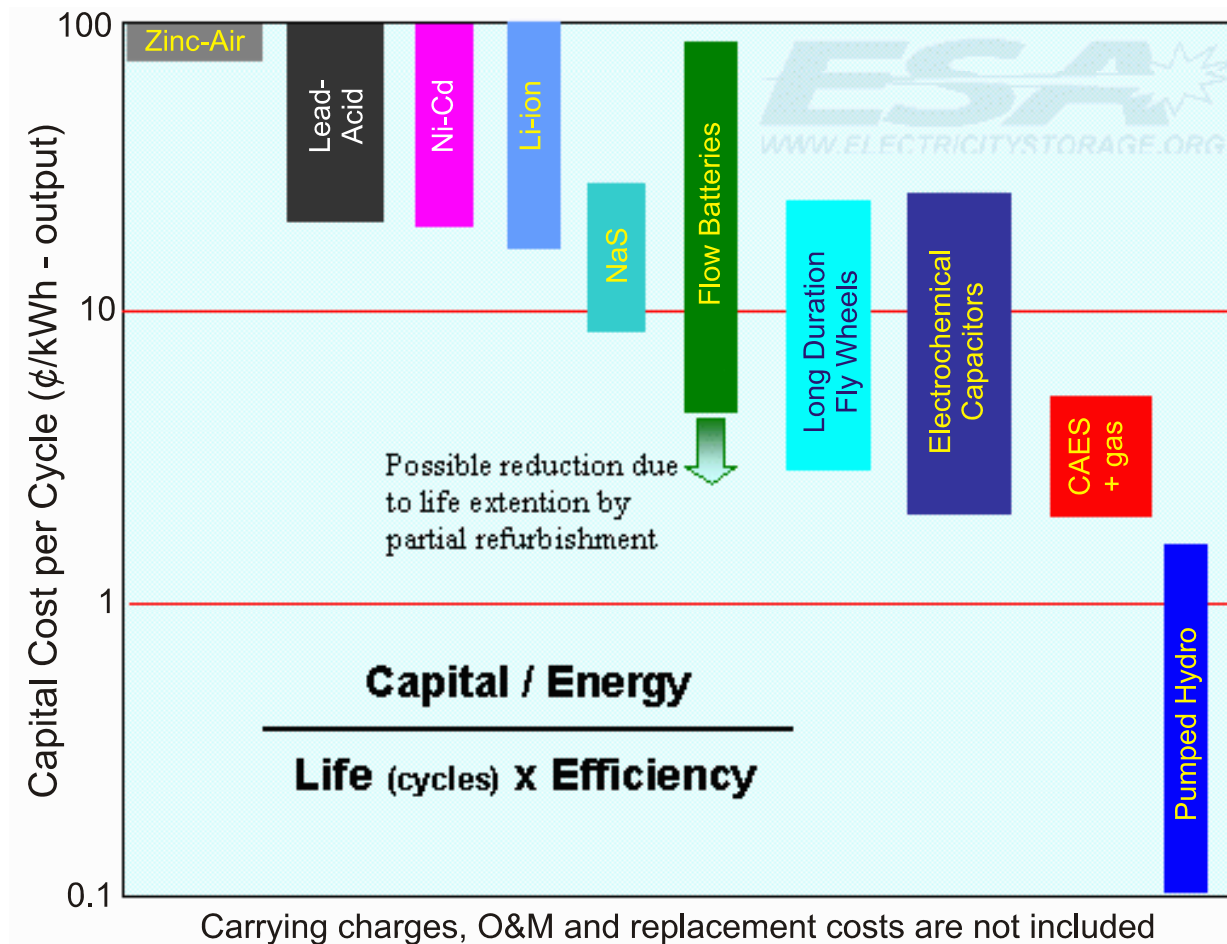 100
10
1
0.1
Capital Cost per Cycle (¢/kWh - output)
Zinc-Air
Lead-
Acid
Ni-Cd
Li-ion
NaS
Flow Batteries
Long Duration
Fly Wheels
Electrochemical
Capacitors
CAES
+ gas
Pumped Hydro
ESA
WWW.ELECTRICITYSTORAGE.ORG
Possible reduction due
to life extention by
partial refurbishment
Capital / Energy
Life (cycles) x Efficiency
Carrying charges, O&M and replacement costs are not included